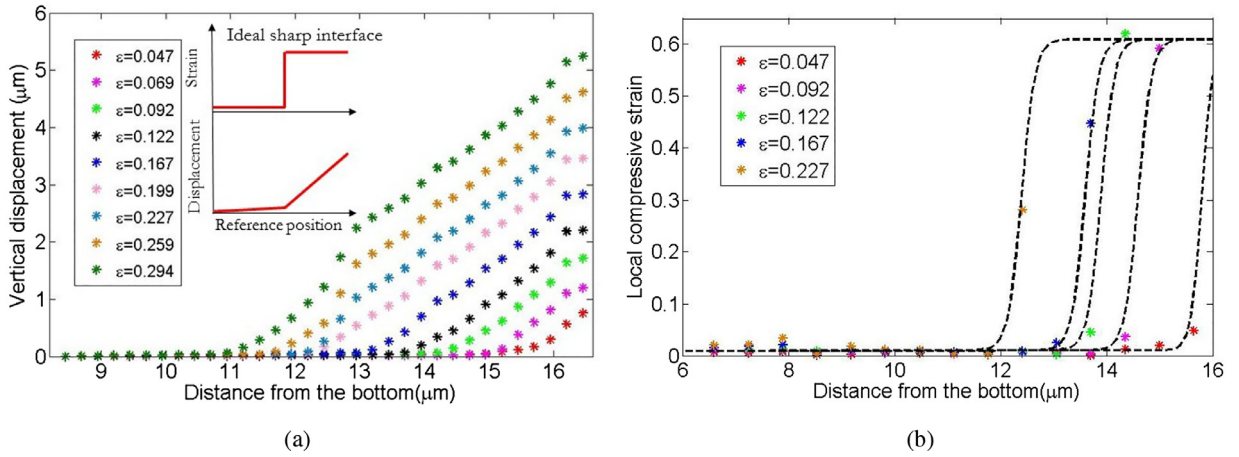 6
5
4
3
2
1
0
Vertical displacement (μm)
ε=0.047
ε=0.069
ε=0.092
ε=0.122
ε=0.167
ε=0.199
ε=0.227
ε=0.259
ε=0.294
Ideal sharp interface
Strain
Displacement
Reference position
9 10 11 12 13 14 15 16
Distance from the bottom(μm)
(a)
0.6
0.5
0.4
0.3
0.2
0.1
0
Local compressive strain
ε=0.047
ε=0.092
ε=0.122
ε=0.167
ε=0.227
6 8 10 12 14 16
Distance from the bottom(μm)
(b)